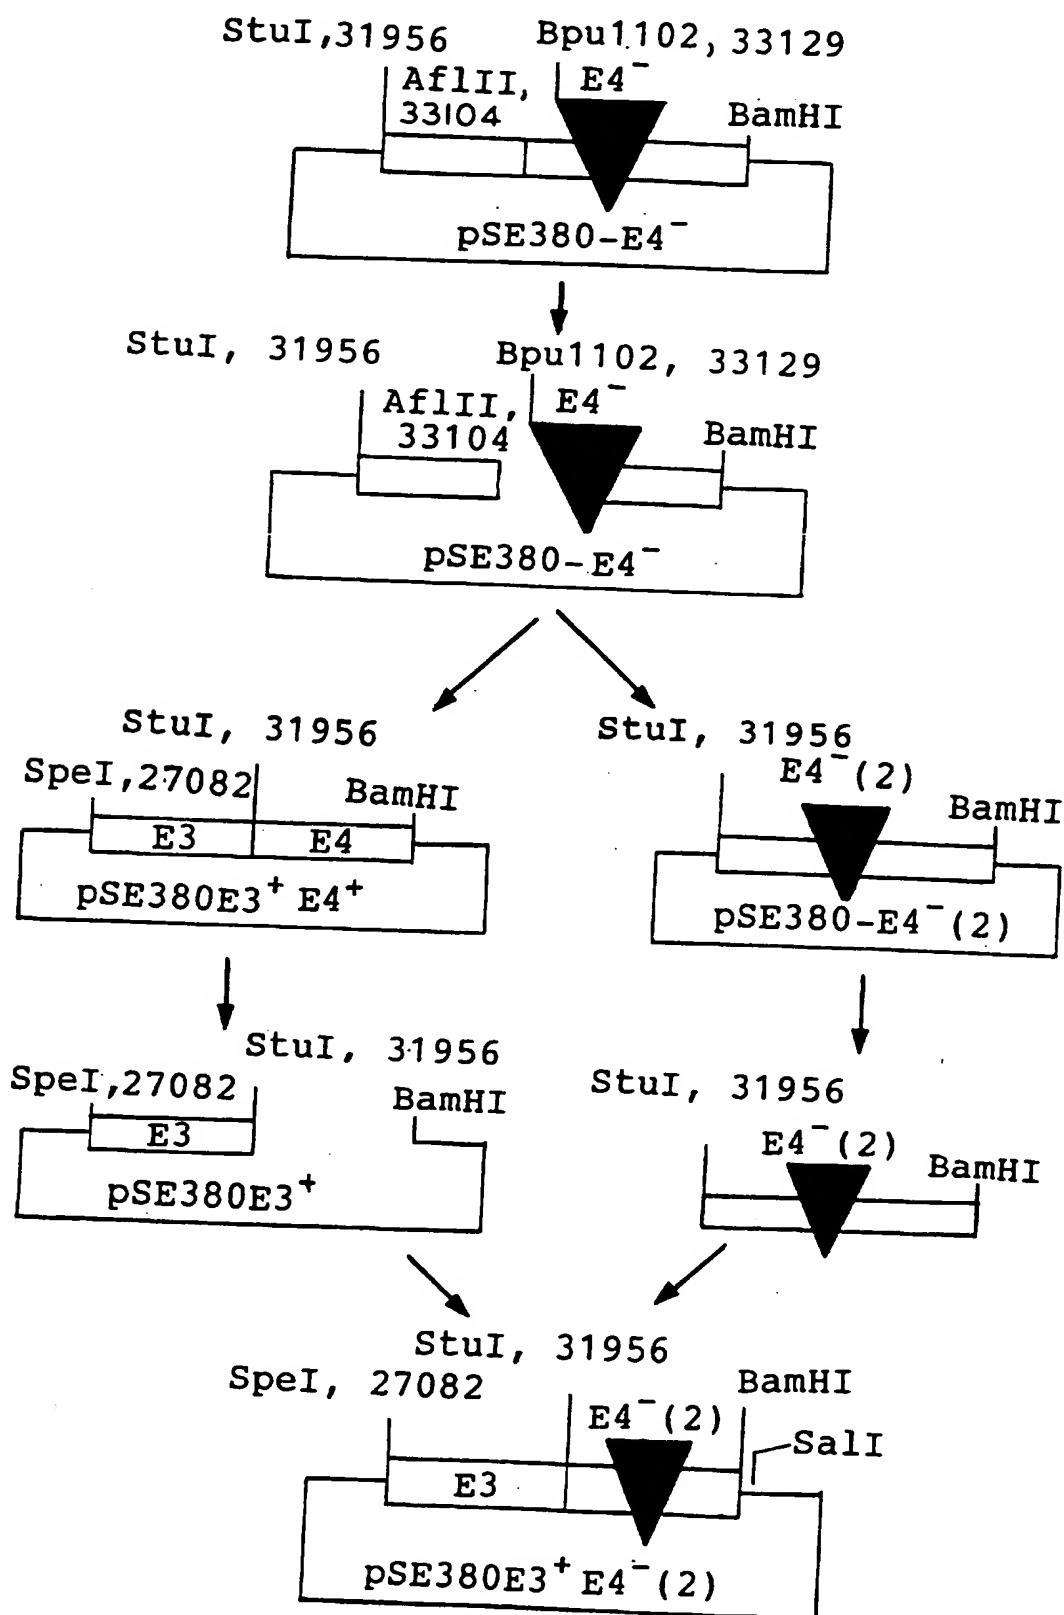 StuI,31956
Bpu1102, 33129
AflII,
33104
E4⁻
BamHI
pSE380-E4⁻
StuI, 31956
Bpu1102, 33129
AflII,
33104
E4⁻
BamHI
pSE380-E4⁻
StuI, 31956
SpeI,27082
BamHI
E3
E4
pSE380E3⁺ E4⁺
StuI, 31956
E4⁻(2)
BamHI
pSE380-E4⁻(2)
StuI, 31956
SpeI,27082
BamHI
E3
pSE380E3⁺
StuI, 31956
E4⁻(2)
BamHI
StuI, 31956
SpeI, 27082
BamHI
E4⁻(2)
SalI
E3
pSE380E3⁺E4⁻(2)